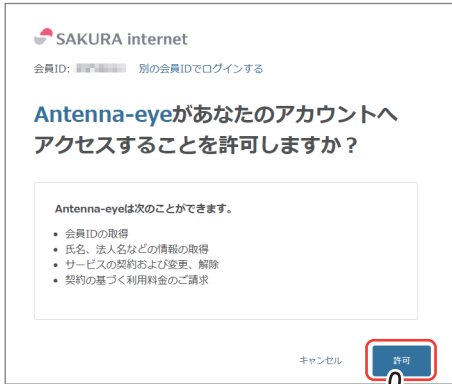 SAKURA internet
会員ID: 別の会員IDでログインする
Antenna-eyeがあなたのアカウントへ
アクセスすることを許可しますか？
Antenna-eyeは次のことができます。
• 会員IDの取得
• 氏名、法人名などの情報の取得
• サービスの契約および変更、解除
• 契約の基づく利用料金のご請求
キャンセル 許可